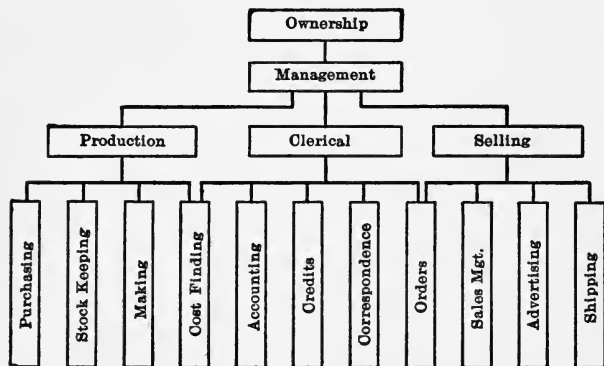 Ownership
Management
Production
Clerical
Selling
Purchasing
Stock Keeping
Making
Cost Finding
Accounting
Credits
Correspondence
Orders
Sales Mgt.
Advertising
Shipping